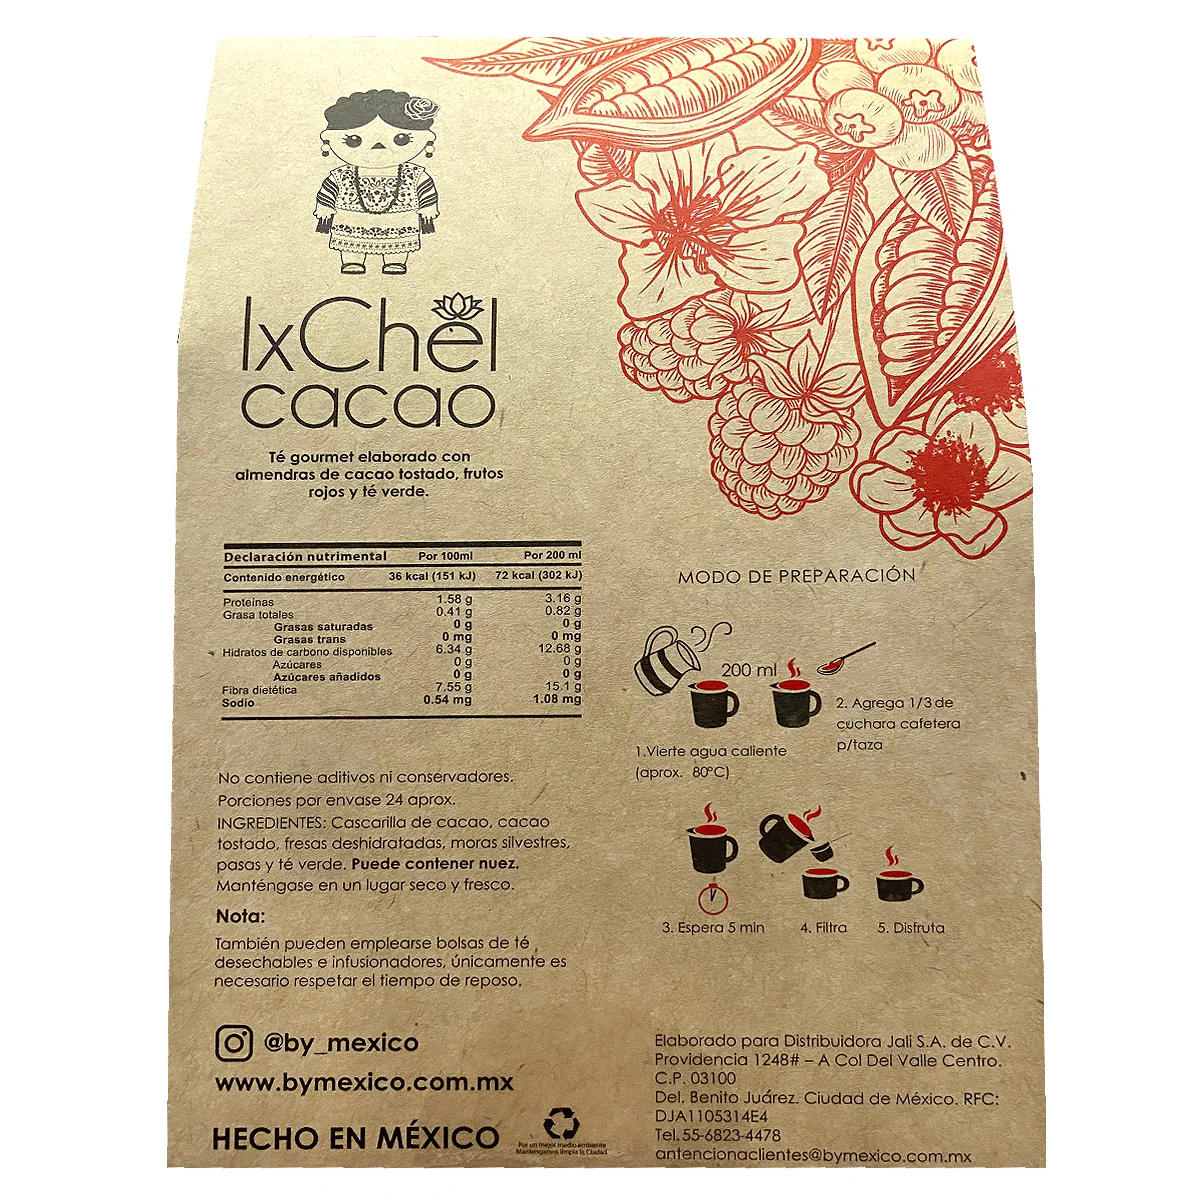 IxChel
cacao
Té gourmet elaborado con
almendras de cacao tostado, frutos
rojos y té verde.
Declaración nutrimental Por 100ml Por 200 ml
Contenido energético 36 kcal (151 kJ) 72 kcal (302 kJ)
Proteínas 1.58 g 3.16 g
Grasa totales 0.41 g 0.82 g
Grasas saturadas 0 g 0 g
Grasas trans 0 mg 0 mg
Hidratos de carbono disponibles 6.34 g 12.68 g
Azúcares 0 g 0 g
Azúcares añadidos 0 g 0 g
Fibra dietética 7.55 g 15.1 g
Sodio 0.54 mg 1.08 mg
No contiene aditivos ni conservadores.
Porciones por envase 24 aprox.
INGREDIENTES: Cascarilla de cacao, cacao
tostado, fresas deshidratadas, moras silvestres,
pasas y té verde. Puede contener nuez.
Manténgase en un lugar seco y fresco.
Nota:
También pueden emplearse bolsas de té
desechables e infusionadores, únicamente es
necesario respetar el tiempo de reposo.
@by_mexico
www.bymexico.com.mx
HECHO EN MÉXICO
Por un mejor medio ambiente
Mantengamos limpia la Ciudad
MODO DE PREPARACIÓN
200 ml
1.Vierte agua caliente
(aprox. 80°C)
2. Agrega 1/3 de
cuchara cafetera
p/taza
3. Espera 5 min
4. Filtra
5. Disfruta
Elaborado para Distribuidora Jali S.A. de C.V.
Providencia 1248# – A Col Del Valle Centro.
C.P. 03100
Del. Benito Juárez. Ciudad de México. RFC:
DJA1105314E4
Tel. 55-6823-4478
antencionaclientes@bymexico.com.mx